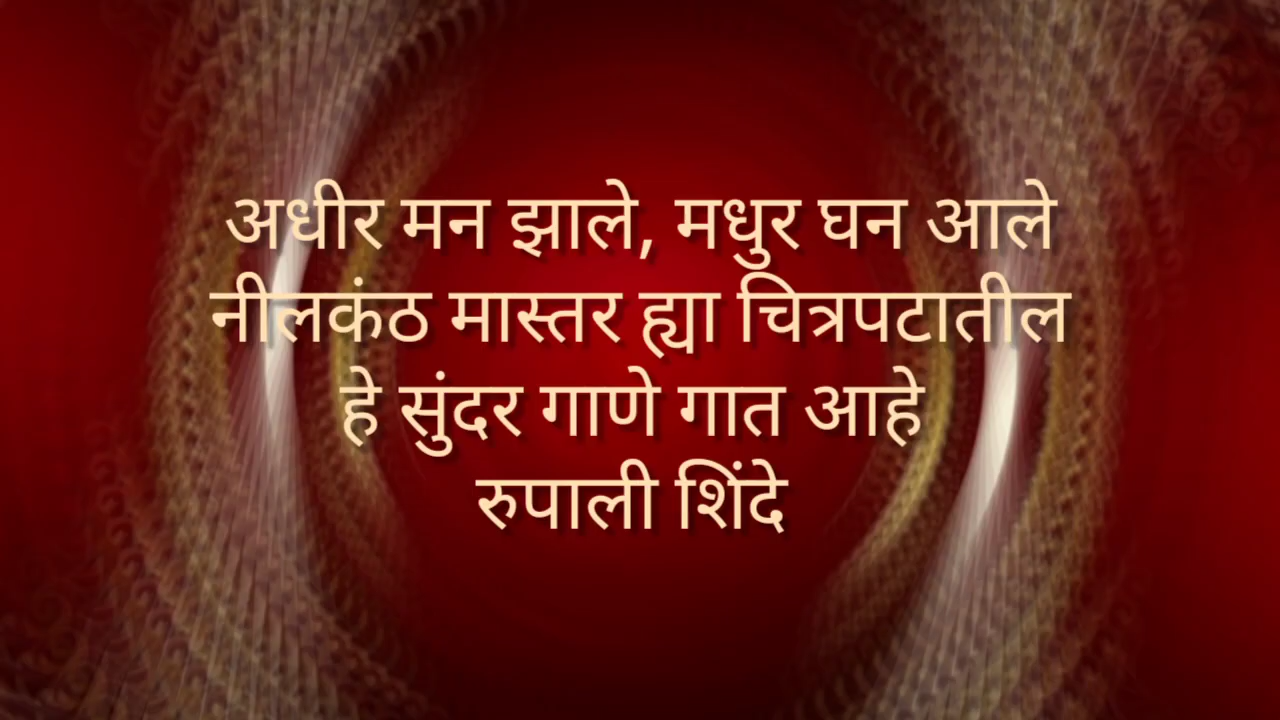 अधीर मन झाले, मधुर घन आले
नीलकंठ मास्तर ह्या चित्रपटातील
हे सुंदर गाणे गात आहे
रुपाली शिंदे